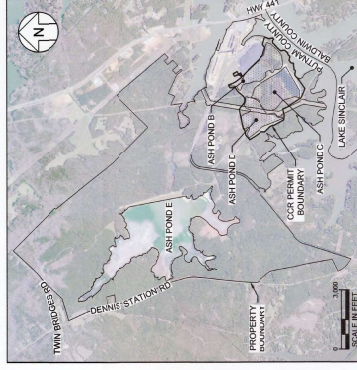 N
HWY 441
PUTNAM COUNTY
BALDWIN COUNTY
ASH POND B
ASH POND D
ASH POND E
CCR PERMIT
BOUNDARY
ASH POND C
LAKE SINCLAIR
TWIN BRIDGES RD
DENNIS STATION RD
PROPERTY
BOUNDARY
0
3,000
SCALE IN FEET